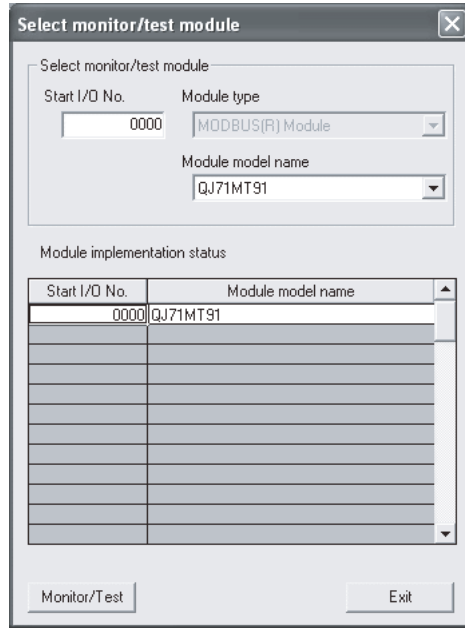 Select monitor/test module
Select monitor/test module
Start I/O No. Module type
0000 MODBUS(R) Module
Module model name
QJ71MT91
Module implementation status
Start I/O No. Module model name
0000 QJ71MT91
Monitor/Test Exit